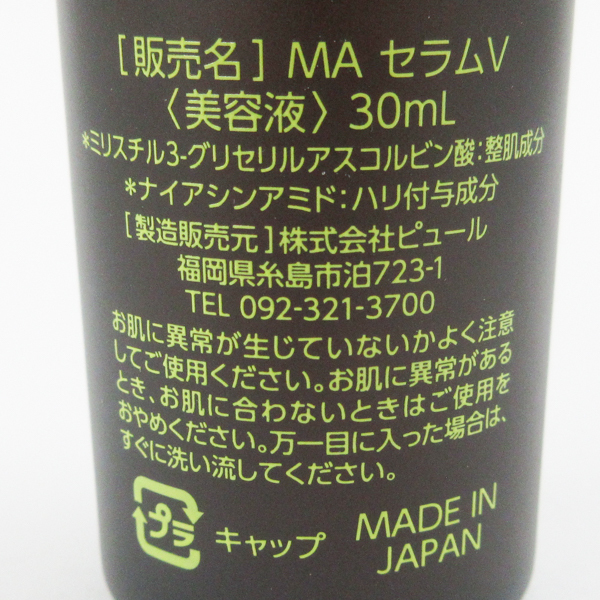 [販売名] MA セラムV
〈美容液〉 30mL
*ミリスチル3-グリセリルアスコルビン酸:整肌成分
*ナイアシンアミド:ハリ付与成分
[製造販売元]株式会社ピュール
福岡県糸島市泊723-1
TEL 092-321-3700
お肌に異常が生じていないかよく注意
してご使用ください。お肌に異常がある
とき、お肌に合わないときはご使用を
おやめください。万一目に入った場合は、
すぐに洗い流してください。
プラ キャップ
MADE IN
JAPAN